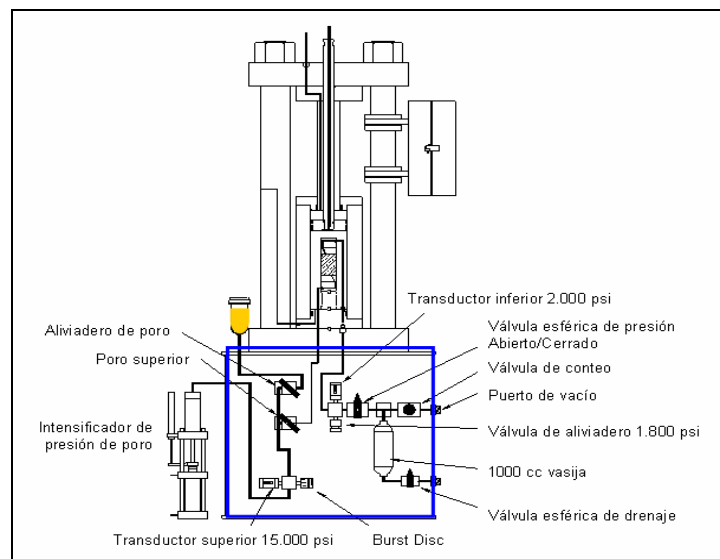 Transductor inferior 2.000 psi
Aliviadero de poro
Válvula esférica de presión
Abierto/Cerrado
Poro superior
Válvula de conteo
Puerto de vacío
Intensificador de
presión de poro
Válvula de aliviadero 1.800 psi
1000 cc vasija
Válvula esférica de drenaje
Transductor superior 15.000 psi
Burst Disc